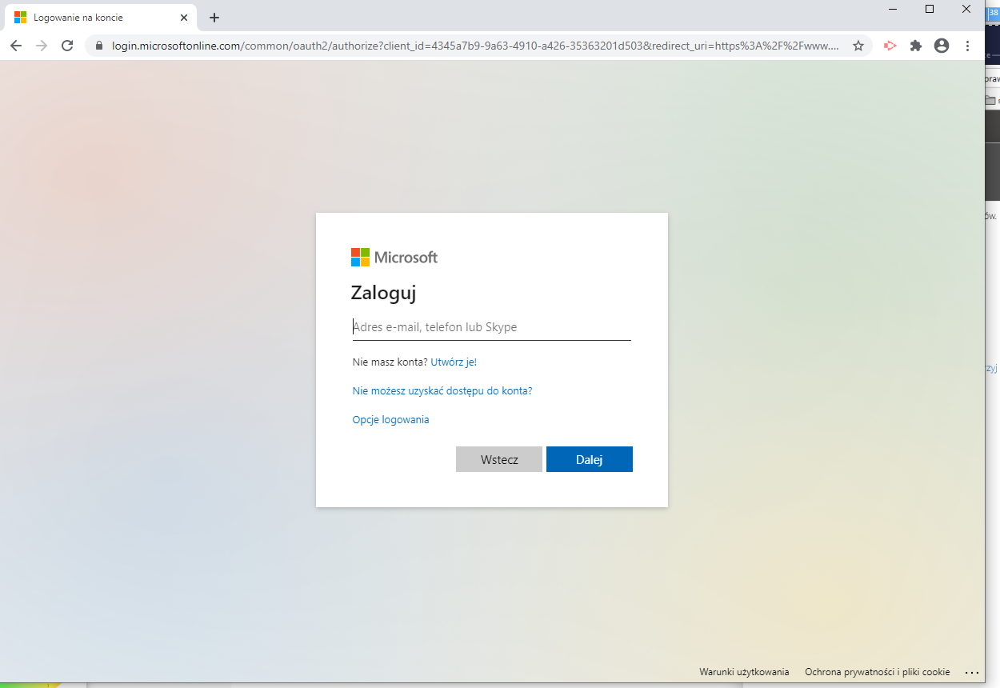 Logowanie na koncie
login.microsoftonline.com/common/oauth2/authorize?client_id=4345a7b9-9a63-4910-a426-35363201d503&redirect_uri=https%3A%2F%2Fwww....
Microsoft
Zaloguj
Adres e-mail, telefon lub Skype
Nie masz konta? Utwórz je!
Nie możesz uzyskać dostępu do konta?
Opcje logowania
Wstecz Dalej
Warunki użytkowania Ochrona prywatności i pliki cookie ...
38